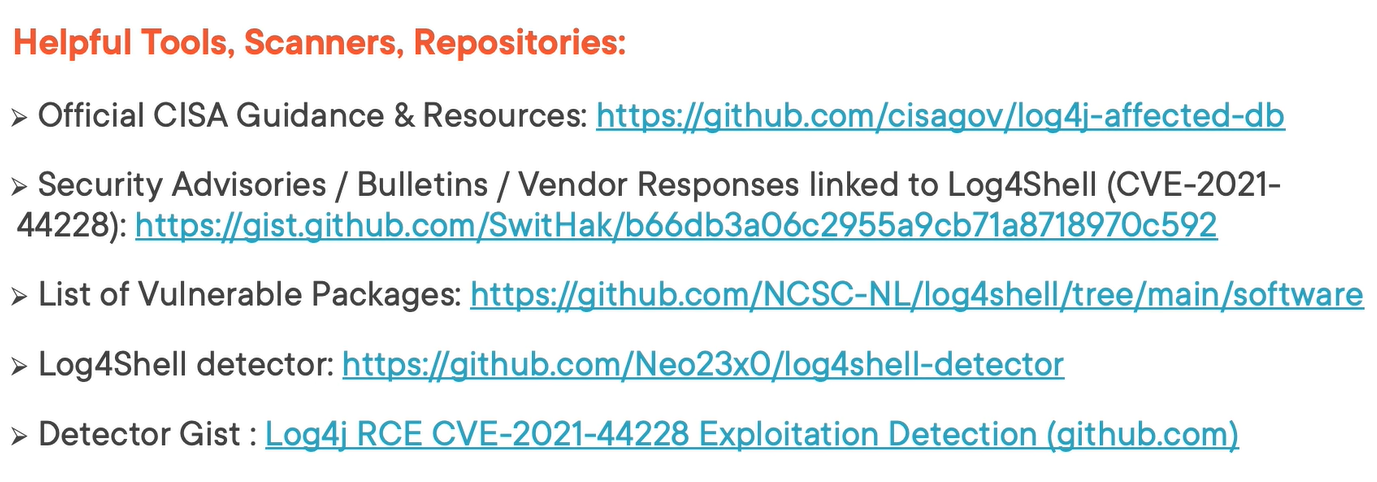 Helpful Tools, Scanners, Repositories:
➢ Official CISA Guidance & Resources: https://github.com/cisagov/log4j-affected-db
➢ Security Advisories / Bulletins / Vendor Responses linked to Log4Shell (CVE-2021-
44228): https://gist.github.com/SwitHak/b66db3a06c2955a9cb71a8718970c592
➢ List of Vulnerable Packages: https://github.com/NCSC-NL/log4shell/tree/main/software
➢ Log4Shell detector: https://github.com/Neo23x0/log4shell-detector
➢ Detector Gist : Log4j RCE CVE-2021-44228 Exploitation Detection (github.com)